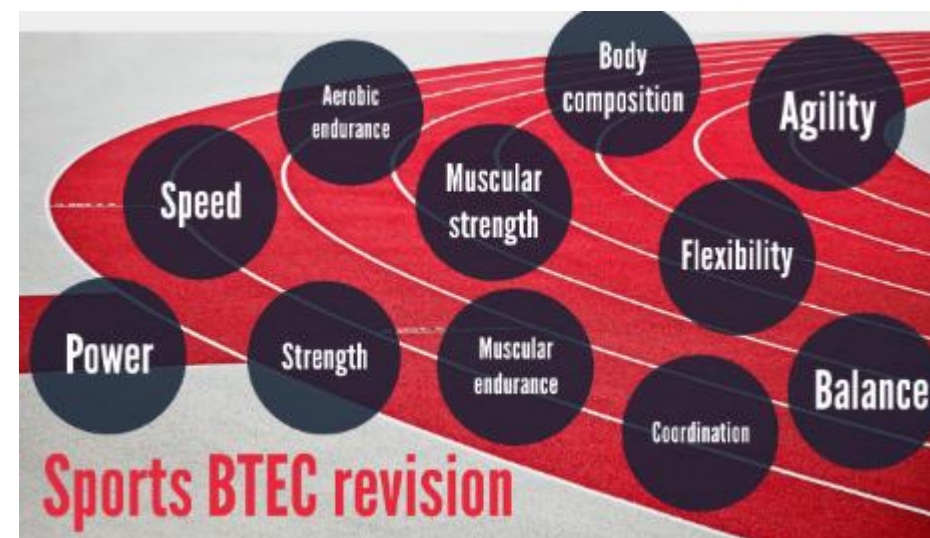 Body
composition
Aerobic
endurance
Agility
Muscular
strength
Speed
Flexibility
Power
Strength
Muscular
endurance
Balance
Coordination
Sports BTEC revision